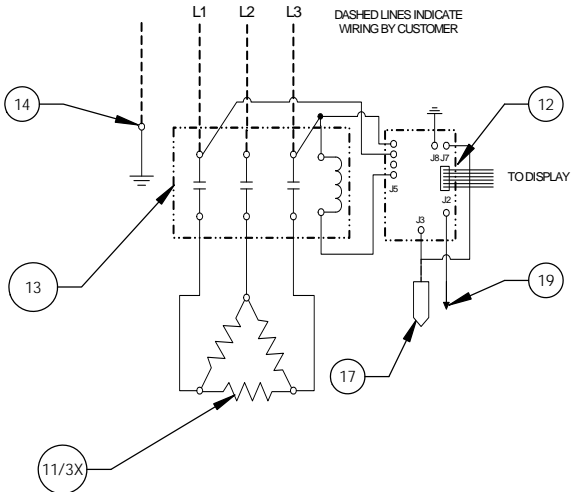 L1 L2 L3
DASHED LINES INDICATE
WIRING BY CUSTOMER
14
12
J8 J7
TO DISPLAY
J5
J2
J3
13
19
17
11/3X